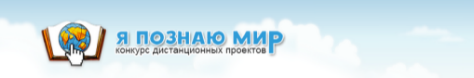 я познаю мир
конкурс дистанционных проектов